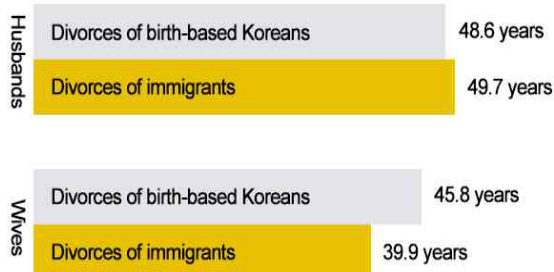 Husbands
Divorces of birth-based Koreans 48.6 years
Divorces of immigrants 49.7 years
Wives
Divorces of birth-based Koreans 45.8 years
Divorces of immigrants 39.9 years